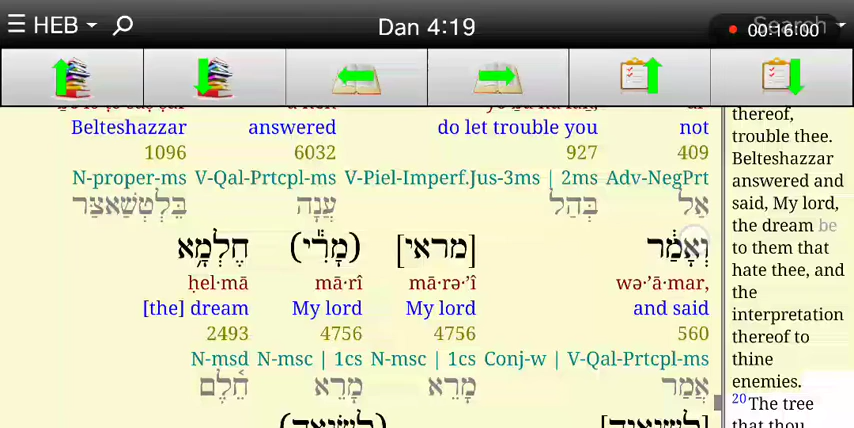 HEB
Dan 4:19
00:16:00
Belteshazzar answered do let trouble you not
1096 6032 927 409
N-proper-ms V-Qal-Prtcpl-ms V-Piel-Imperf.Jus-3ms | 2ms Adv-NegPrt
אַל בְּהַל עֲנָה בֵּלְטְשַׁאצַּר
וְאָמַ֔ר [מראי] (מָרִ֕י) חֶלְמָ֥א
ḥel·mā mā·rî mā·rə·’î wə·’ā·mar,
[the] dream My lord My lord and said
2493 4756 4756 560
N-msd N-msc | 1cs N-msc | 1cs Conj-w | V-Qal-Prtcpl-ms
אֲמַר מָרֵא מָרֵא חֵ֫לֶם
thereof,
trouble thee.
Belteshazzar
answered and
said, My lord,
the dream be
to them that
hate thee, and
the
interpretation
thereof to
thine
enemies.
20 The tree
that thou